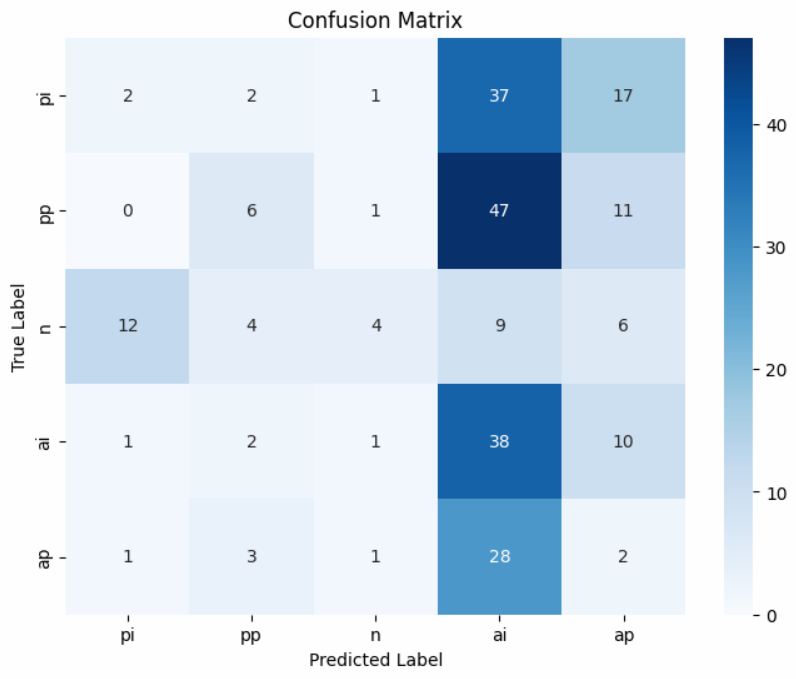 Confusion Matrix
pi 2 2 1 37 17
pp 0 6 1 47 11
n 12 4 4 9 6
ai 1 2 1 38 10
ap 1 3 1 28 2
pi pp n ai ap
Predicted Label
True Label
40
30
20
10
0